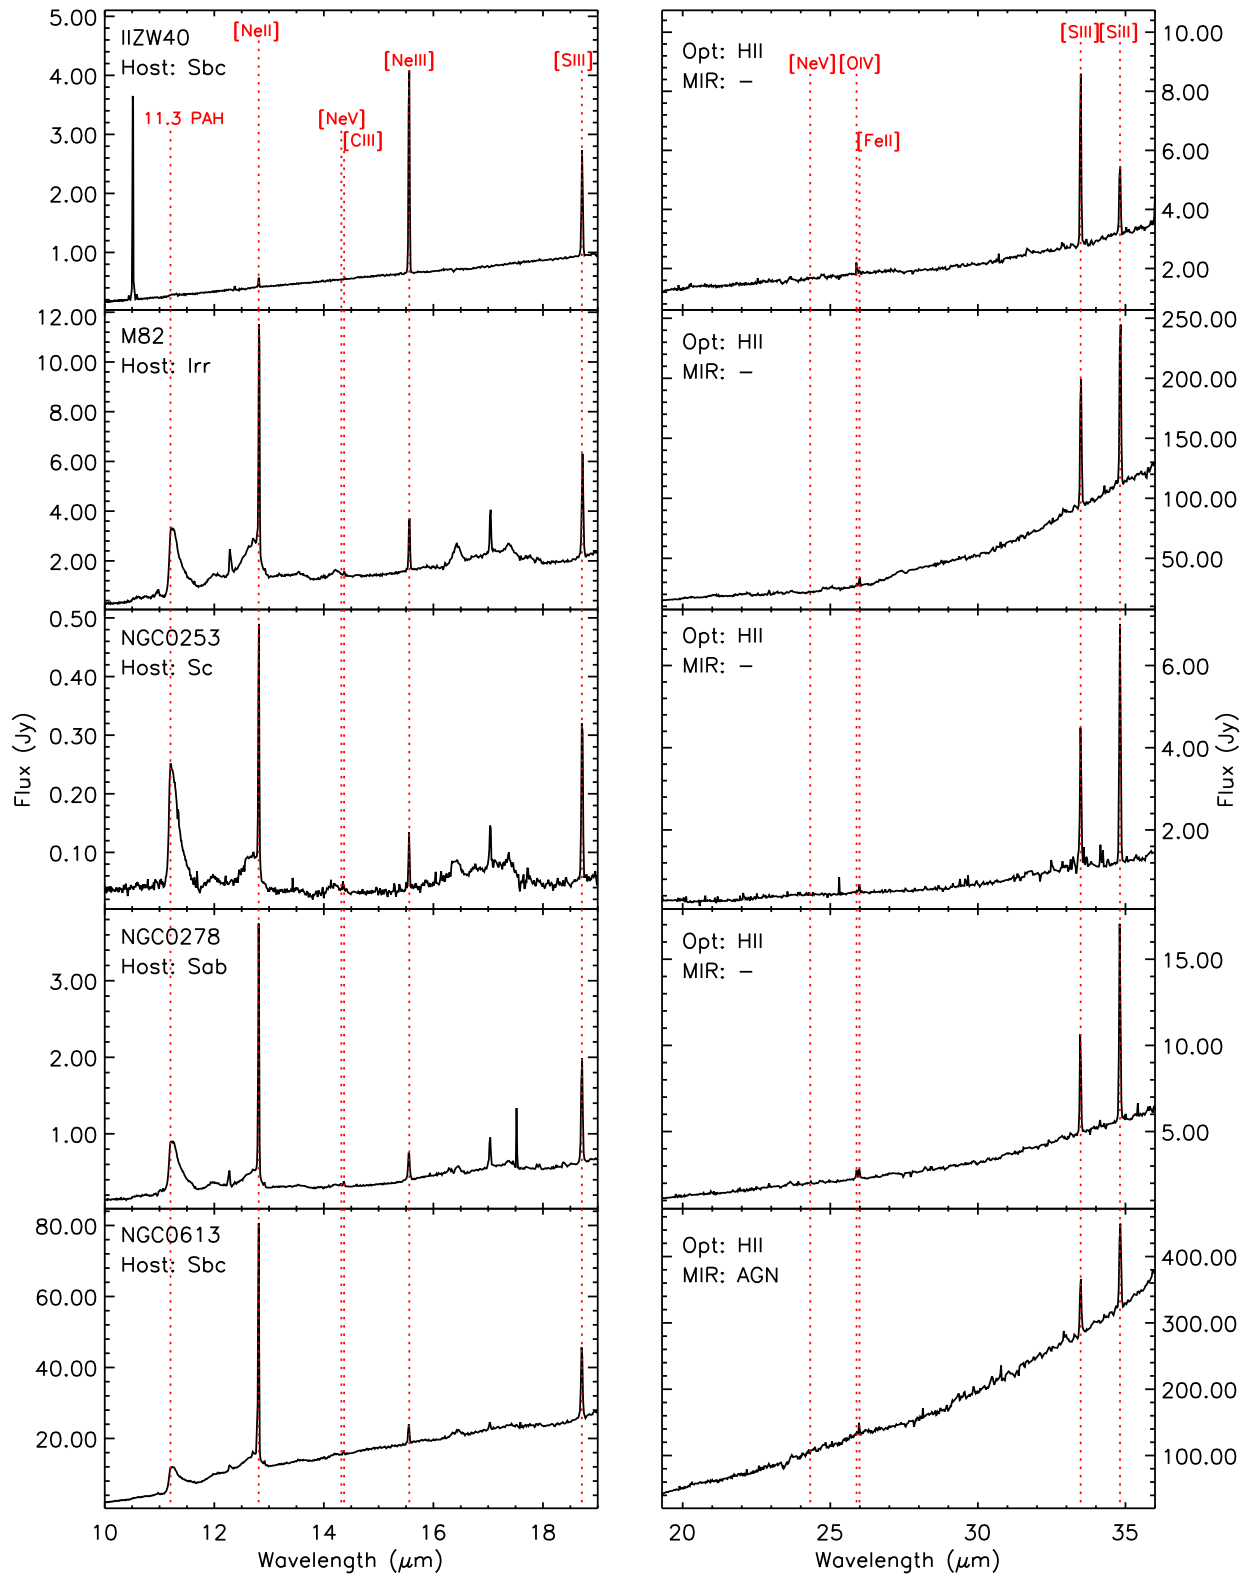 IIZW40
Host: Sbc
[NeII]
[NeIII]
[SIII]
11.3 PAH
[NeV]
[CIII]
5.00
4.00
3.00
2.00
1.00
Opt: HII
MIR: –
[NeV]
[OIV]
[FeII]
[SIII]
[SiII]
10.00
8.00
6.00
4.00
2.00
M82
Host: Irr
12.00
10.00
8.00
6.00
4.00
2.00
Opt: HII
MIR: –
250.00
200.00
150.00
100.00
50.00
NGC0253
Host: Sc
0.50
0.40
0.30
0.20
0.10
Flux (Jy)
Opt: HII
MIR: –
6.00
4.00
2.00
Flux (Jy)
NGC0278
Host: Sab
3.00
2.00
1.00
Opt: HII
MIR: –
15.00
10.00
5.00
NGC0613
Host: Sbc
80.00
60.00
40.00
20.00
Opt: HII
MIR: AGN
400.00
300.00
200.00
100.00
10 12 14 16 18
Wavelength (μm)
20 25 30 35
Wavelength (μm)